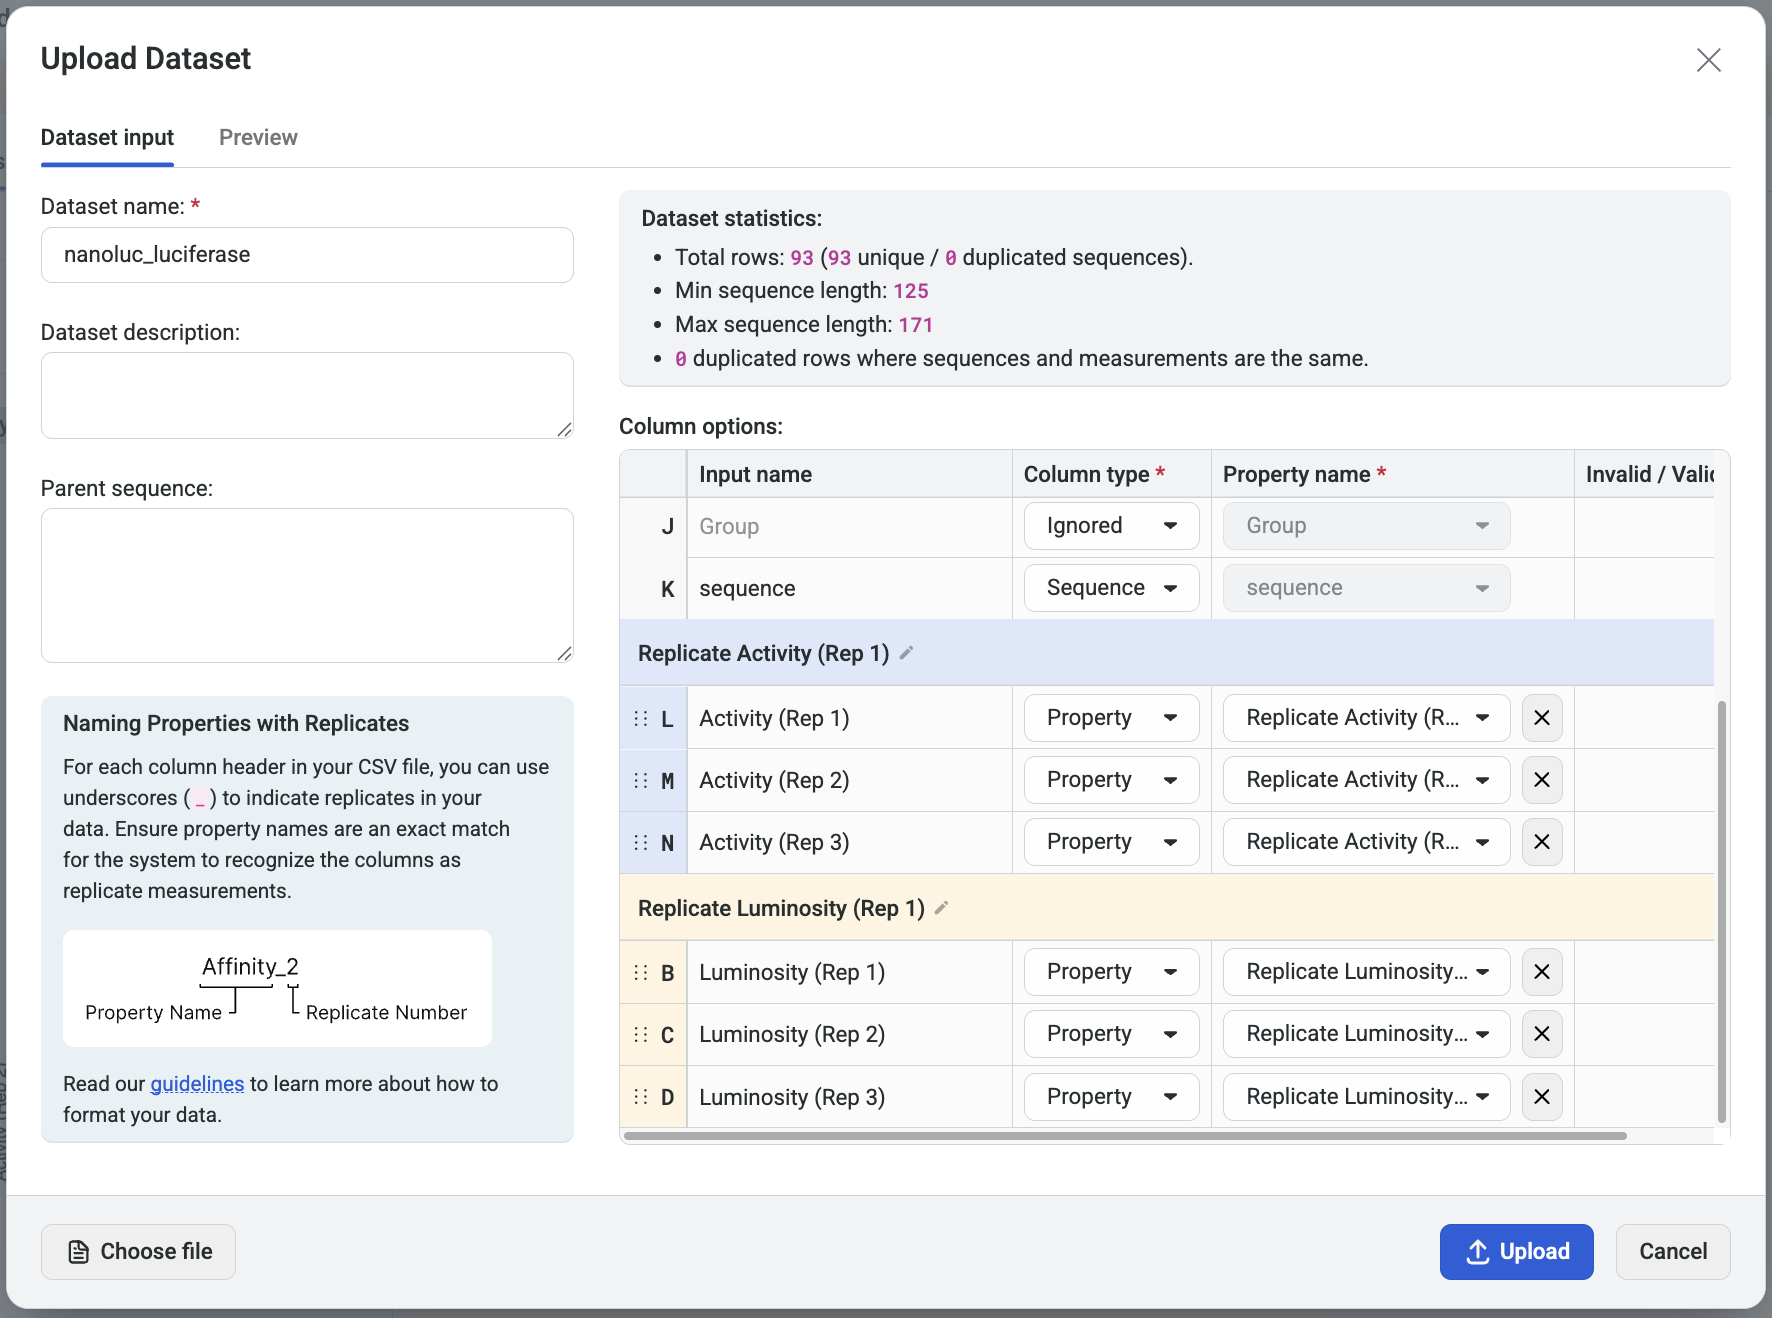 Upload Dataset
Dataset input
Preview
Dataset name: *
nanoluc_luciferase
Dataset description:
Parent sequence:
Naming Properties with Replicates
For each column header in your CSV file, you can use
underscores ( _ ) to indicate replicates in your
data. Ensure property names are an exact match
for the system to recognize the columns as
replicate measurements.
Affinity_2
Property Name
Replicate Number
Read our guidelines to learn more about how to
format your data.
Dataset statistics:
• Total rows: 93 (93 unique / 0 duplicated sequences).
• Min sequence length: 125
• Max sequence length: 171
• 0 duplicated rows where sequences and measurements are the same.
Column options:
Input name Column type * Property name * Invalid / Valid
J Group Ignored Group
K sequence Sequence sequence
Replicate Activity (Rep 1)
L Activity (Rep 1) Property Replicate Activity (R...
M Activity (Rep 2) Property Replicate Activity (R...
N Activity (Rep 3) Property Replicate Activity (R...
Replicate Luminosity (Rep 1)
B Luminosity (Rep 1) Property Replicate Luminosity...
C Luminosity (Rep 2) Property Replicate Luminosity...
D Luminosity (Rep 3) Property Replicate Luminosity...
Choose file
Upload
Cancel